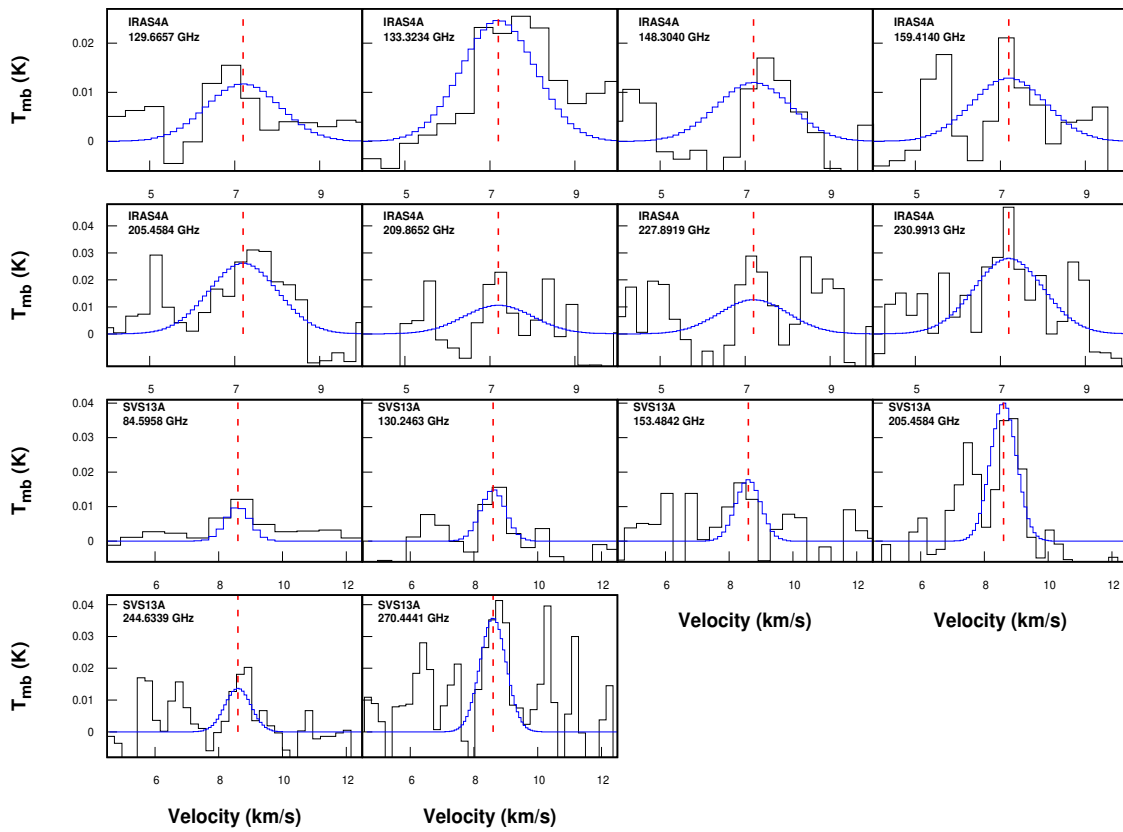 IRAS4A
129.6657
IRAS4A
133.3234 GHz
IRAS4A
148.3040 GHz
IRAS4A
159.4140 GHz
T_mb (K)
0.02
0.01
0
5 7 9 5 7 9 5 7 9 5 7 9
IRAS4A
205.4584 GHz
IRAS4A
209.8652 GHz
IRAS4A
227.8919 GHz
IRAS4A
230.9913 GHz
T_mb (K)
0.04
0.03
0.02
0.01
0
5 7 9 5 7 9 5 7 9 5 7 9
SVS13A
84.5958 GHz
SVS13A
130.2463 GHz
SVS13A
153.4842 GHz
SVS13A
205.4584 GHz
T_mb (K)
0.04
0.03
0.02
0.01
0
6 8 10 12 6 8 10 12 6 8 10 12 6 8 10 12
Velocity (km/s) Velocity (km/s)
SVS13A
244.6339 GHz
SVS13A
270.4441 GHz
T_mb (K)
0.04
0.03
0.02
0.01
0
6 8 10 12 6 8 10 12
Velocity (km/s) Velocity (km/s)